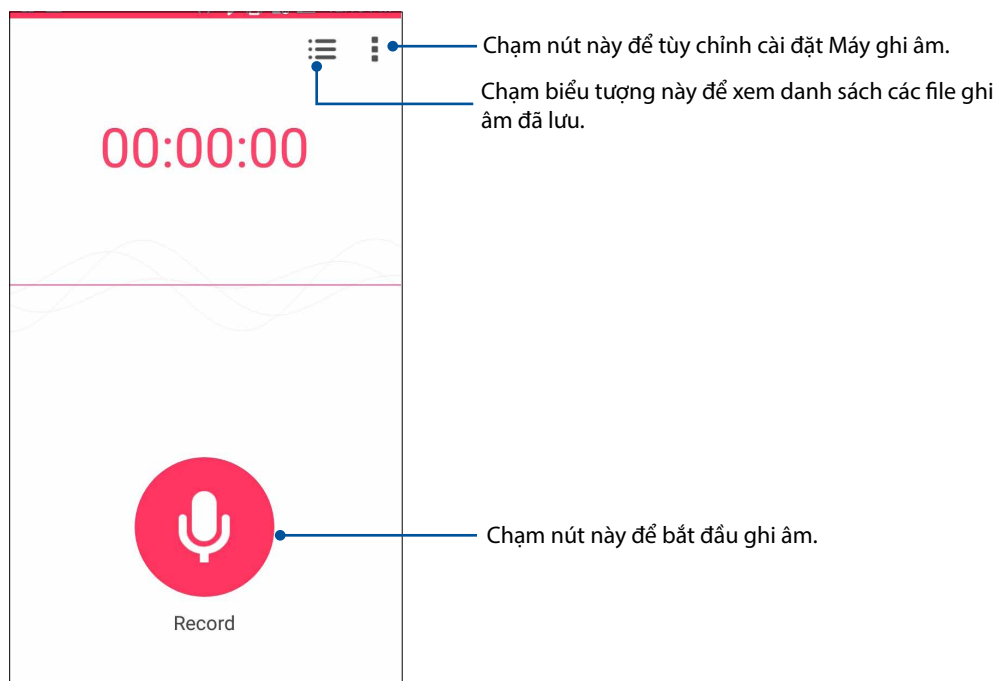 Chạm nút này để tùy chỉnh cài đặt Máy ghi âm.
Chạm biểu tượng này để xem danh sách các file ghi
âm đã lưu.
00:00:00
Chạm nút này để bắt đầu ghi âm.
Record